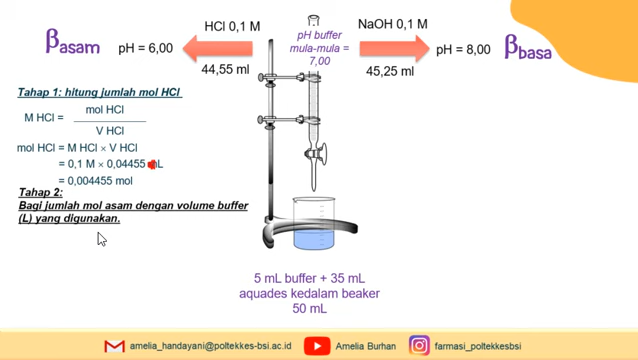 βasam
pH = 6,00
HCl 0,1 M
44,55 ml
pH buffer
mula-mula =
7,00
NaOH 0,1 M
45,25 ml
pH = 8,00
βbasa
Tahap 1: hitung jumlah mol HCl
M HCl = mol HCl
V HCl
mol HCl = M HCl × V HCl
= 0,1 M × 0,04455 mL
= 0,004455 mol
Tahap 2:
Bagi jumlah mol asam dengan volume buffer
(L) yang digunakan.
5 mL buffer + 35 mL
aquades kedalam beaker
50 mL
amelia_handayani@poltekkes-bsi.ac.id
Amelia Burhan
farmasi_poltekkesbsi